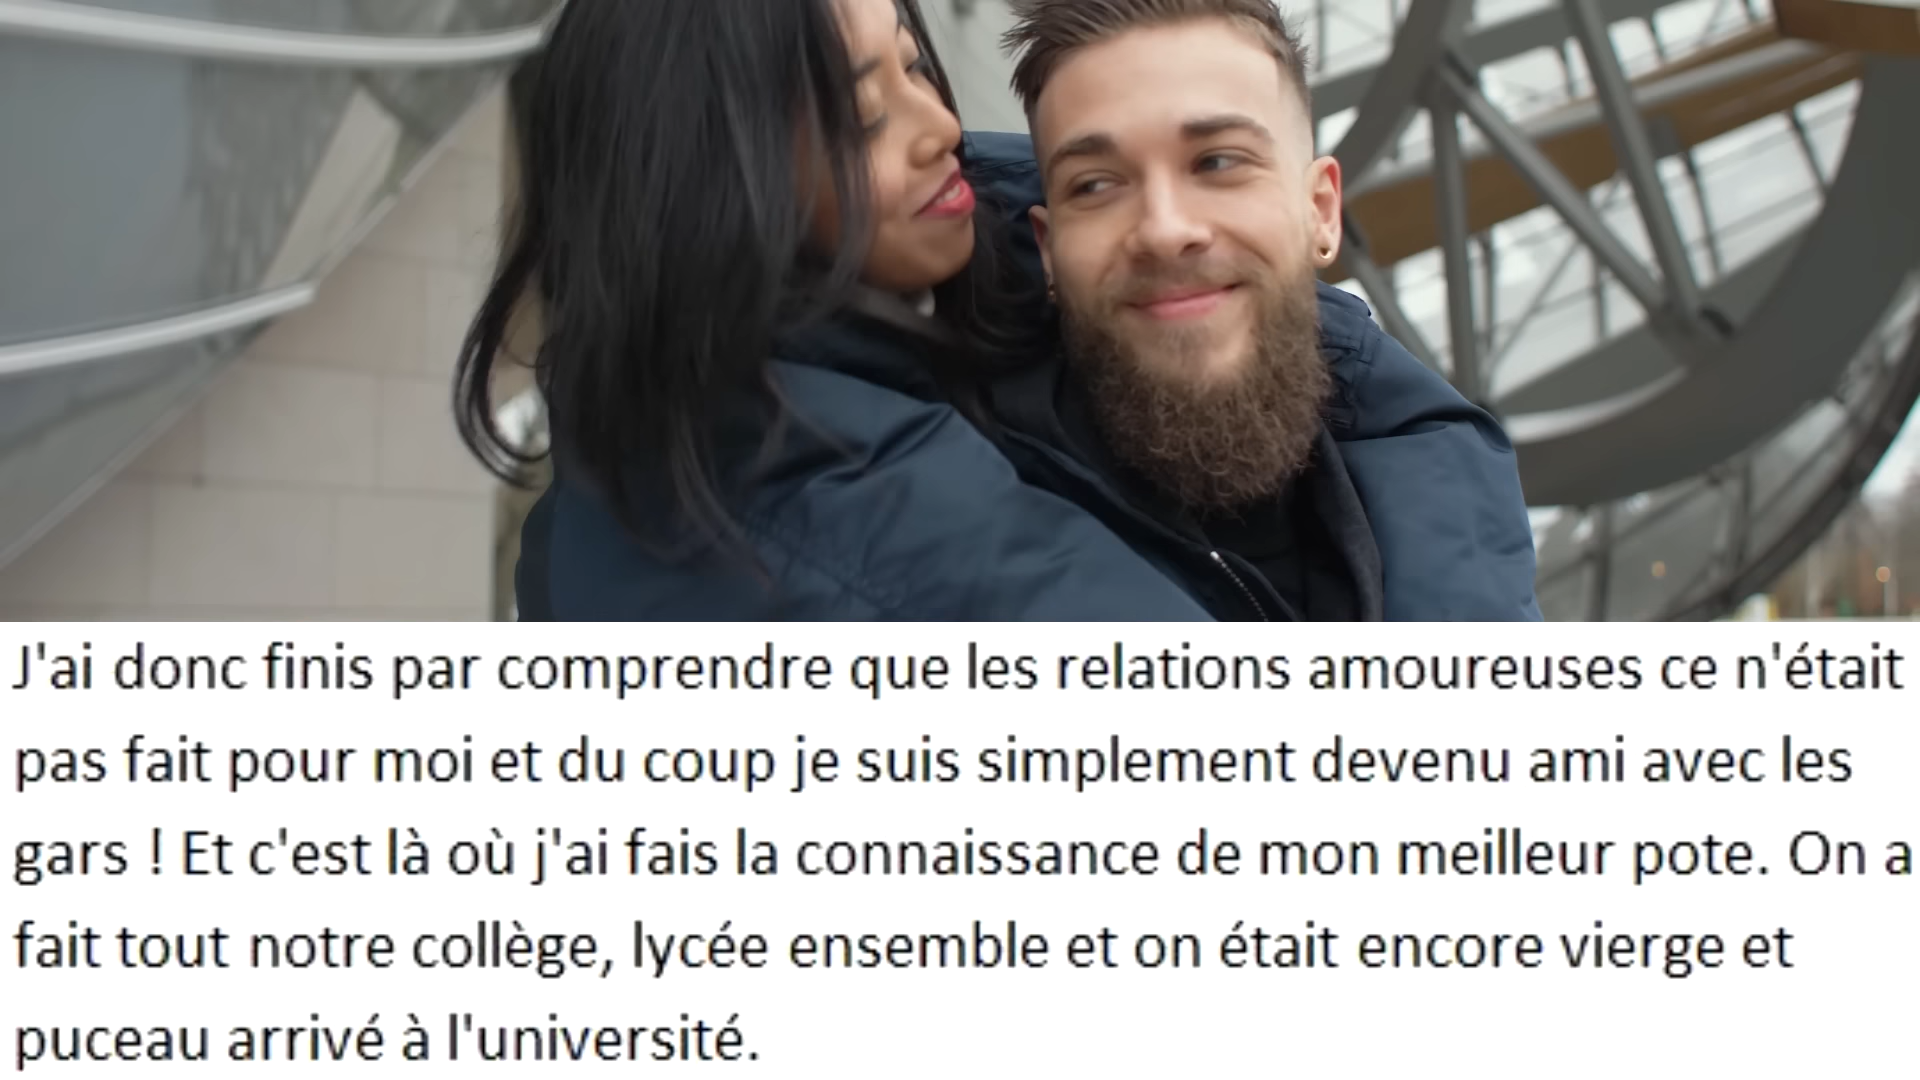 J'ai donc finis par comprendre que les relations amoureuses ce n'était
pas fait pour moi et du coup je suis simplement devenu ami avec les
gars ! Et c'est là où j'ai fais la connaissance de mon meilleur pote. On a
fait tout notre collège, lycée ensemble et on était encore vierge et
puceau arrivé à l'université.